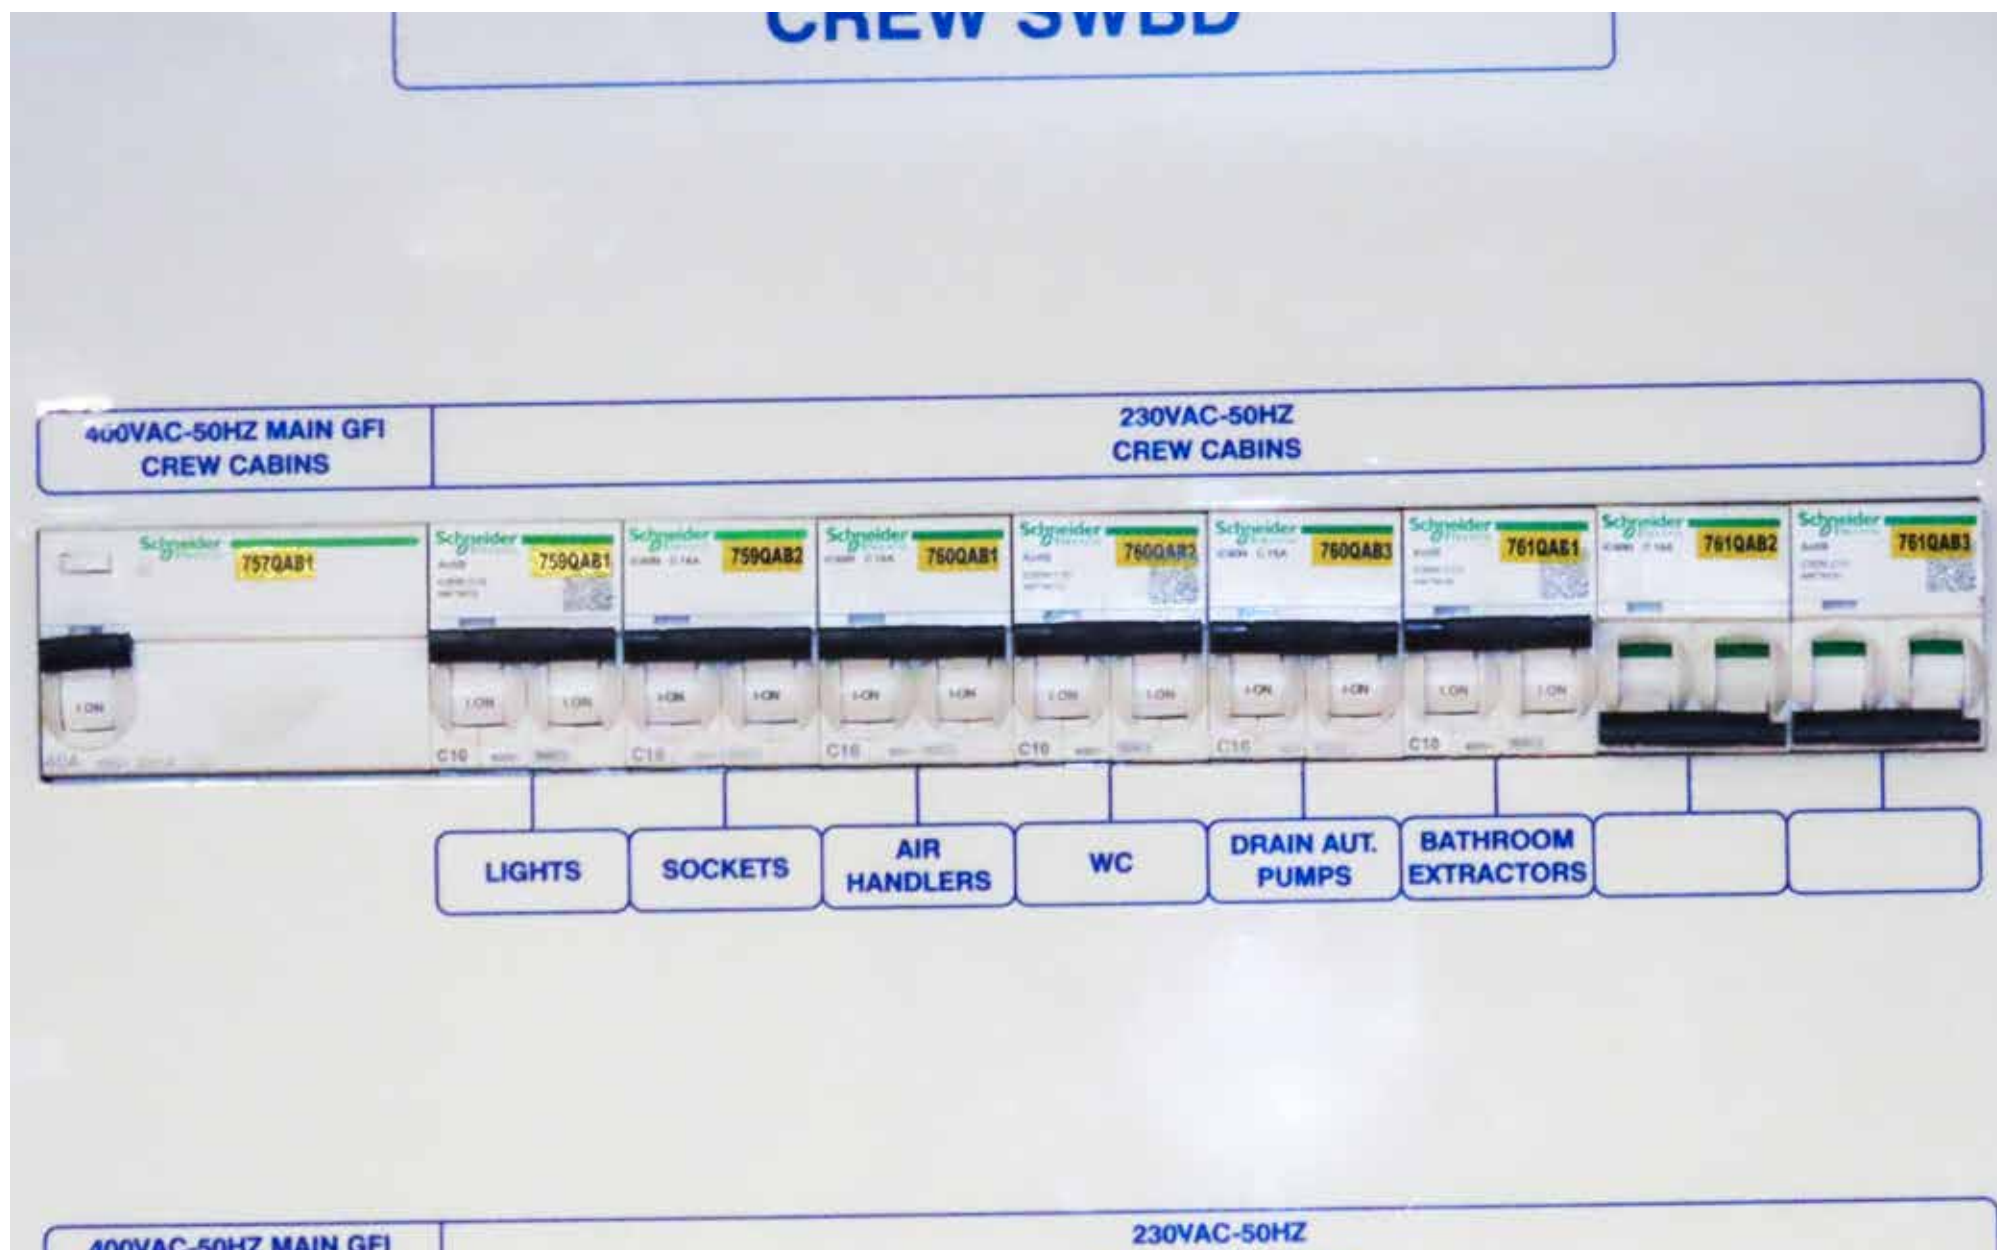 CREW SWBD
400VAC-50HZ MAIN GFI
CREW CABINS
230VAC-50HZ
CREW CABINS
Schneider 757QAB1
Schneider 759QAB1
Schneider 759QAB2
Schneider 760QAB1
Schneider 760QAB2
Schneider 760QAB3
Schneider 761QAB1
Schneider 761QAB2
Schneider 761QAB3
I-ON
I-ON I-ON
I-ON I-ON
I-ON I-ON
I-ON I-ON
I-ON I-ON
I-ON I-ON
40A
C10
C16
C16
C10
C16
C10
LIGHTS
SOCKETS
AIR
HANDLERS
WC
DRAIN AUT.
PUMPS
BATHROOM
EXTRACTORS
400VAC-50HZ MAIN GFI
230VAC-50HZ